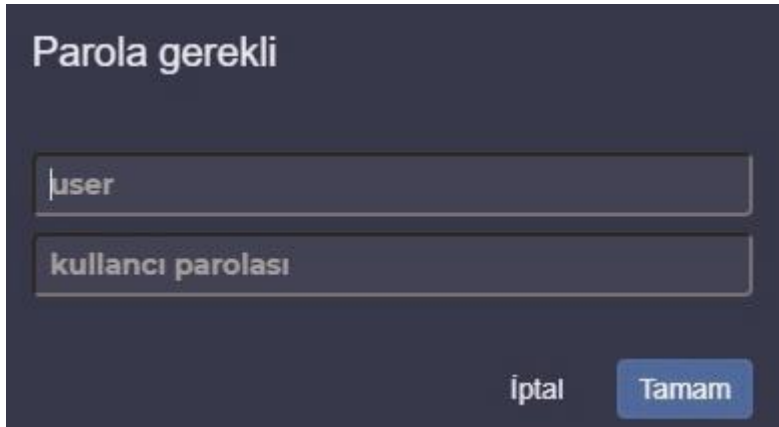 Parola gerekli
user
kullancı parolası
İptal Tamam